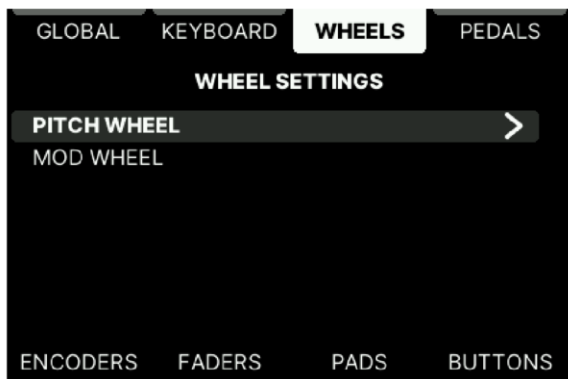 GLOBAL KEYBOARD WHEELS PEDALS
WHEEL SETTINGS
PITCH WHEEL
MOD WHEEL
ENCODERS FADERS PADS BUTTONS